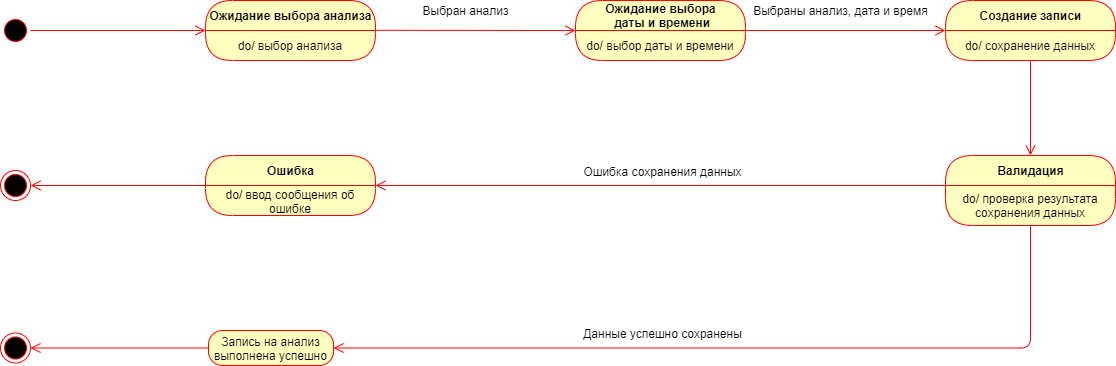 Ожидание выбора анализа
do/ выбор анализа
Выбран анализ
Ожидание выбора
даты и времени
do/ выбор даты и времени
Выбраны анализ, дата и время
Создание записи
do/ сохранение данных
Ошибка
do/ ввод сообщения об
ошибке
Ошибка сохранения данных
Валидация
do/ проверка результата
сохранения данных
Запись на анализ
выполнена успешно
Данные успешно сохранены